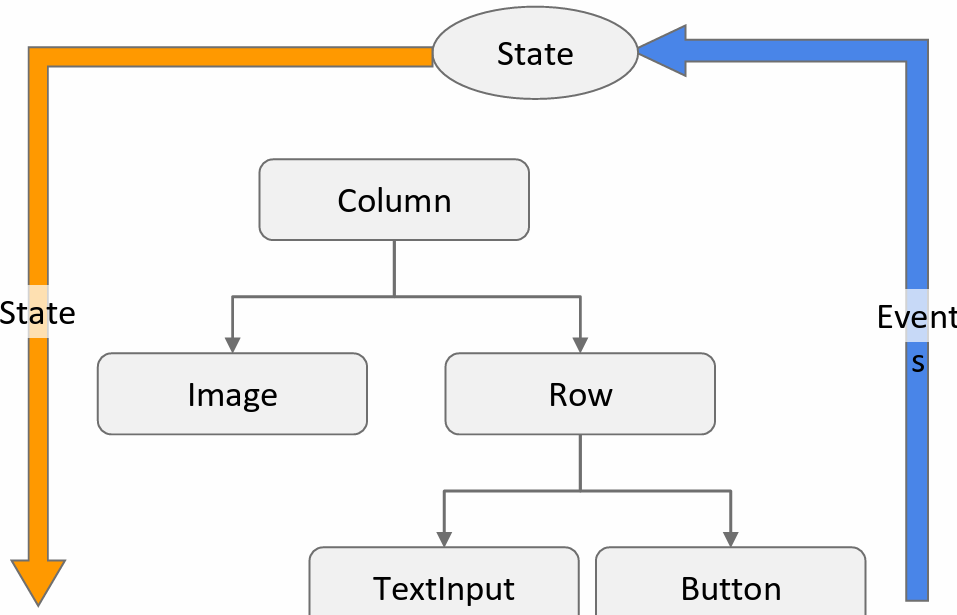 State
Column
State
Event
s
Image
Row
TextInput
Button